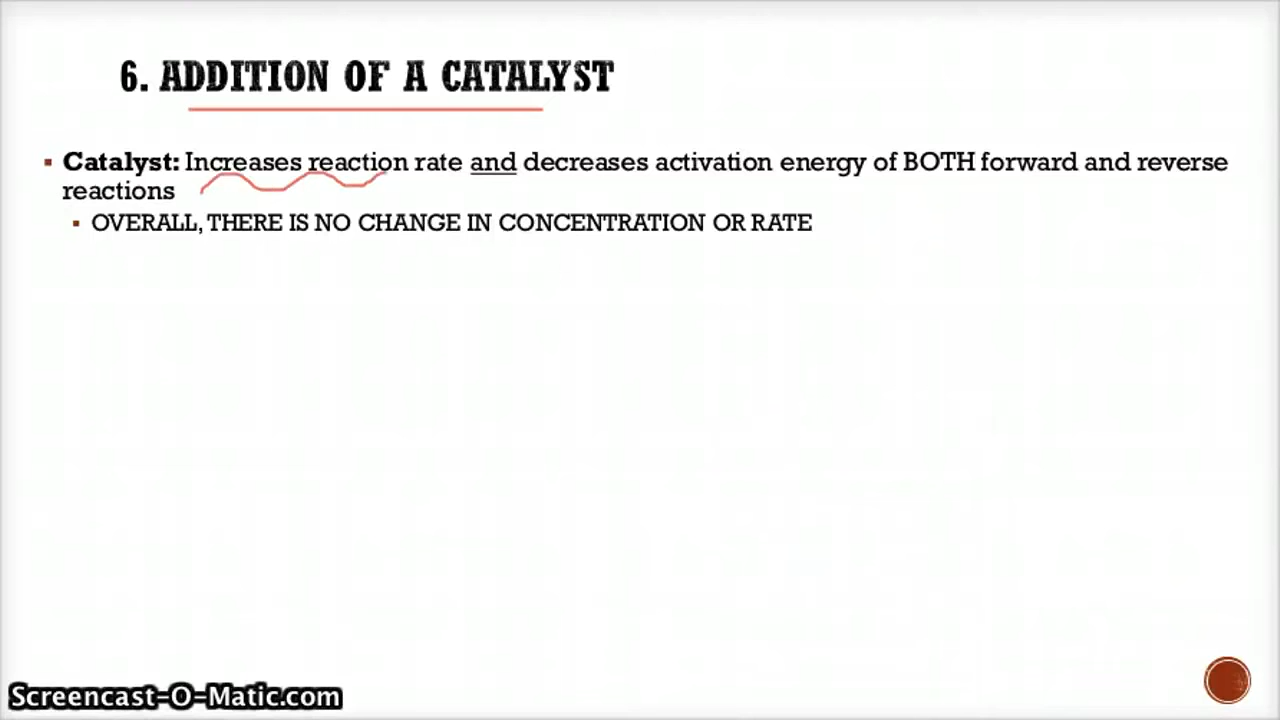 6. ADDITION OF A CATALYST
Catalyst: Increases reaction rate and decreases activation energy of BOTH forward and reverse
reactions
OVERALL, THERE IS NO CHANGE IN CONCENTRATION OR RATE
Screencast-O-Matic.com